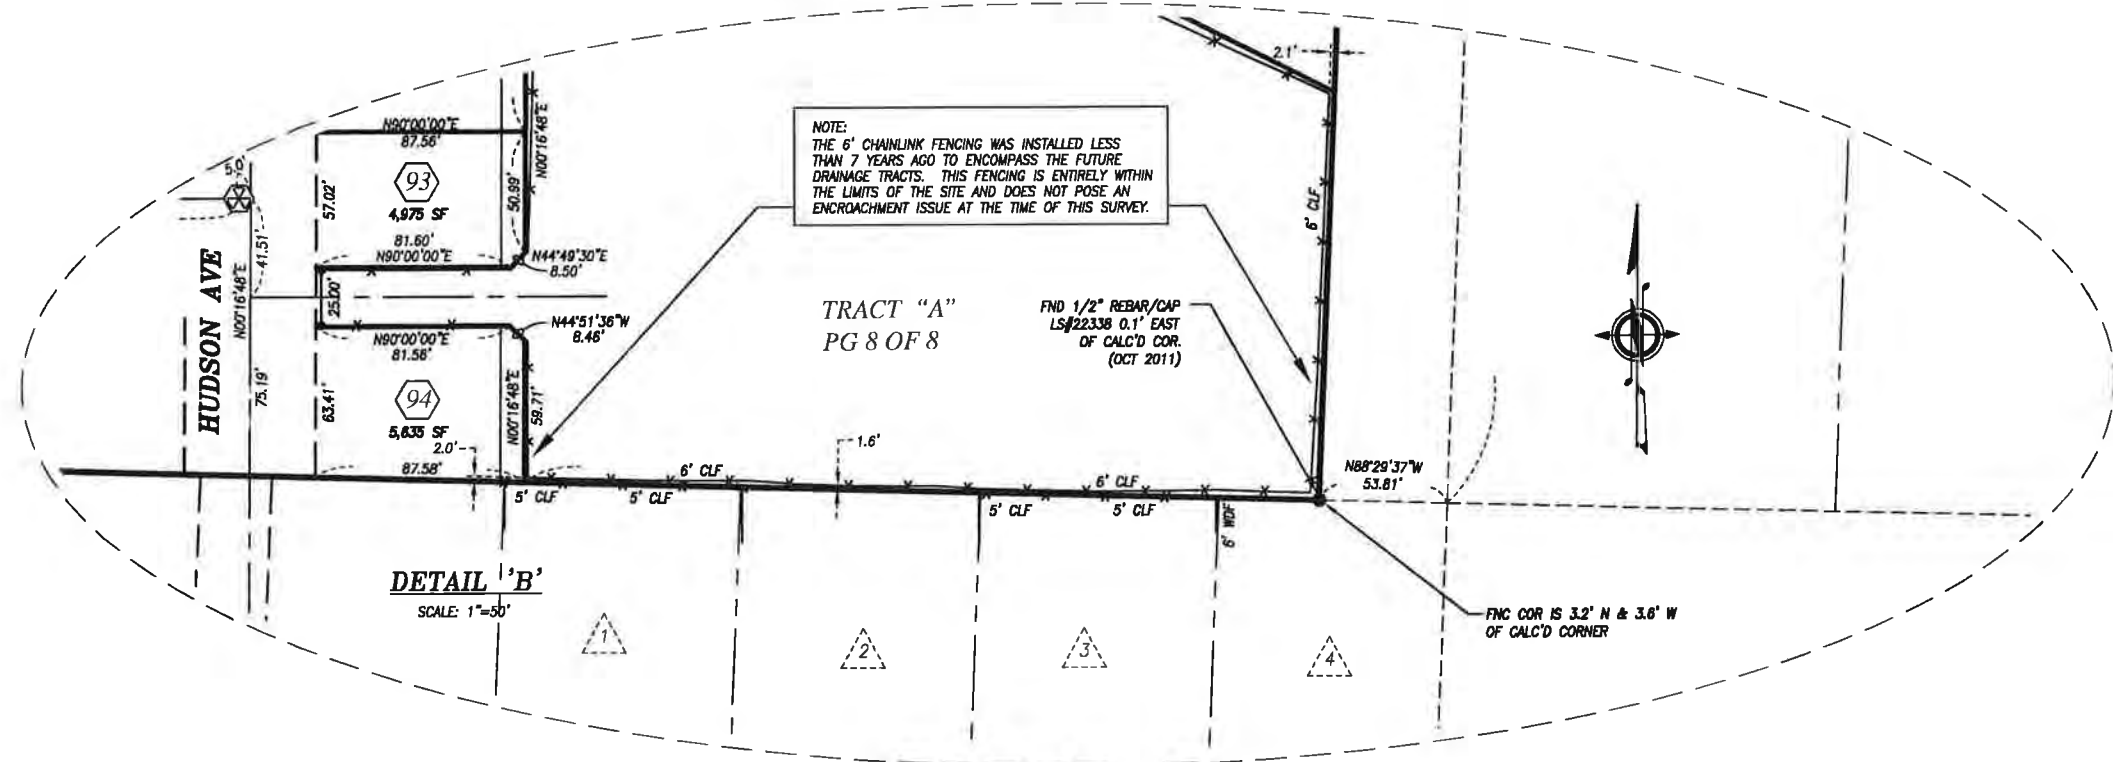 2.1'
NOTE:
THE 6' CHAINLINK FENCING WAS INSTALLED LESS
THAN 7 YEARS AGO TO ENCOMPASS THE FUTURE
DRAINAGE TRACTS. THIS FENCING IS ENTIRELY WITHIN
THE LIMITS OF THE SITE AND DOES NOT POSE AN
ENCROACHMENT ISSUE AT THE TIME OF THIS SURVEY.
N90°00'00"E
87.56'
N00°16'48"E
5.0'
93
4,975 SF
57.02'
50.99'
41.51'
81.60'
N90°00'00"E
N44°49'30"E
8.50'
6' CLF
HUDSON AVE
N00°16'48"E
25.00'
TRACT "A"
PG 8 OF 8
FND 1/2" REBAR/CAP
LS#22338 0.1' EAST
OF CALC'D COR.
(OCT 2011)
N44°51'36"W
8.46'
N90°00'00"E
81.58'
75.19'
63.41'
94
5,635 SF
N00°16'48"E
59.71'
2.0'
87.58'
1.6'
6' CLF
6' CLF
N88°29'37"W
53.81'
5' CLF
5' CLF
5' CLF
5' CLF
6' WDF
DETAIL 'B'
SCALE: 1"=50'
1
2
3
4
FNC COR IS 3.2' N & 3.6' W
OF CALC'D CORNER